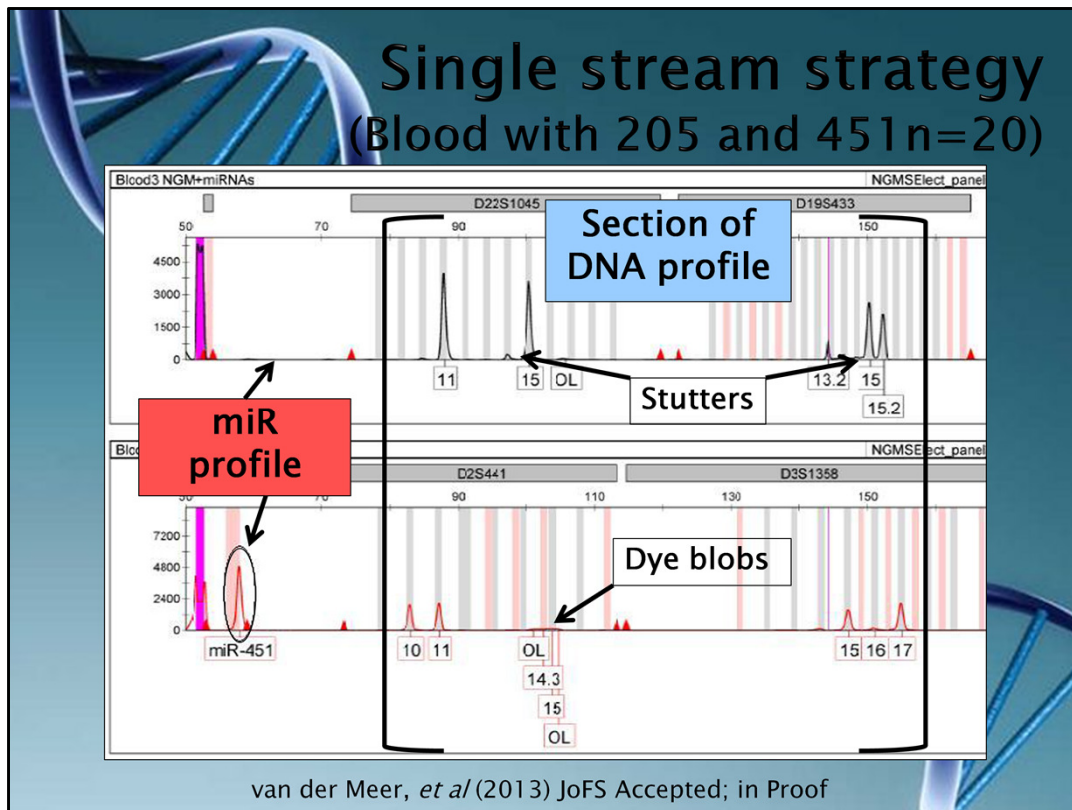 Single stream strategy
(Blood with 205 and 451n=20)
Blood3 NGM+miRNAs
NGMSElect_panel
D22S1045
D19S433
50 70 90 150
Section of
DNA profile
4500
3000
1500
0
11 15 OL 13.2 15
15.2
Stutters
miR
profile
NGMSElect_panel
D2S441
D3S1358
70 90 110 130 150
7200
4800
2400
0
Dye blobs
miR-451 10 11 OL 15 16 17
14.3
15
OL
van der Meer, et al (2013) JoFS Accepted; in Proof